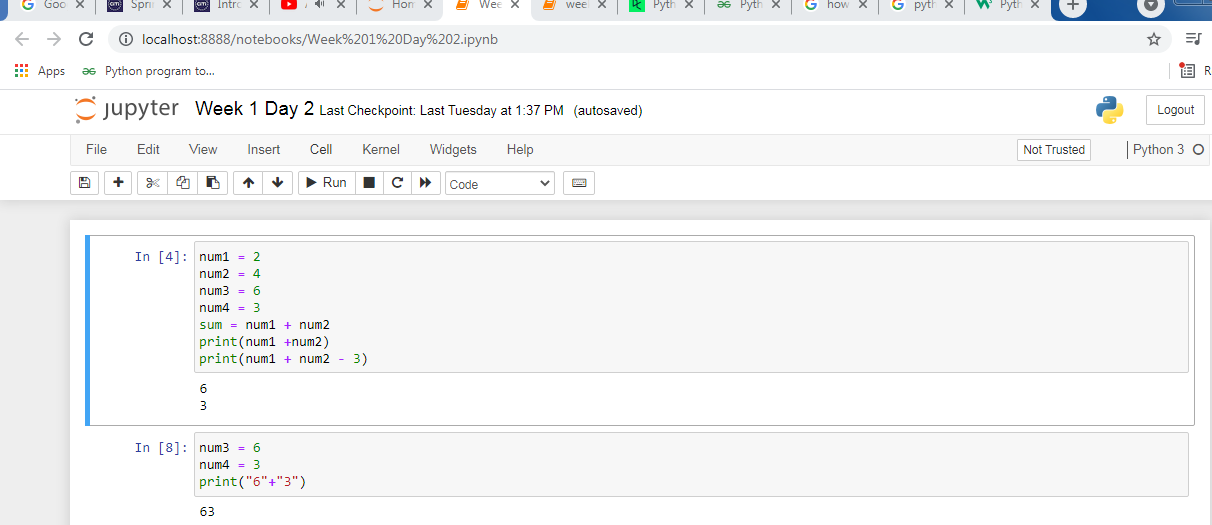 Goo
Sprin
Intro
Hon
Wee
weel
Pyth
Pyth
how
pyth
Pyth
localhost:8888/notebooks/Week%201%20Day%202.ipynb
Apps Python program to... R
jupyter Week 1 Day 2 Last Checkpoint: Last Tuesday at 1:37 PM (autosaved) Logout
File Edit View Insert Cell Kernel Widgets Help Not Trusted Python 3
Run Code
In [4]: num1 = 2
num2 = 4
num3 = 6
num4 = 3
sum = num1 + num2
print(num1 +num2)
print(num1 + num2 - 3)
6
3
In [8]: num3 = 6
num4 = 3
print("6"+"3")
63